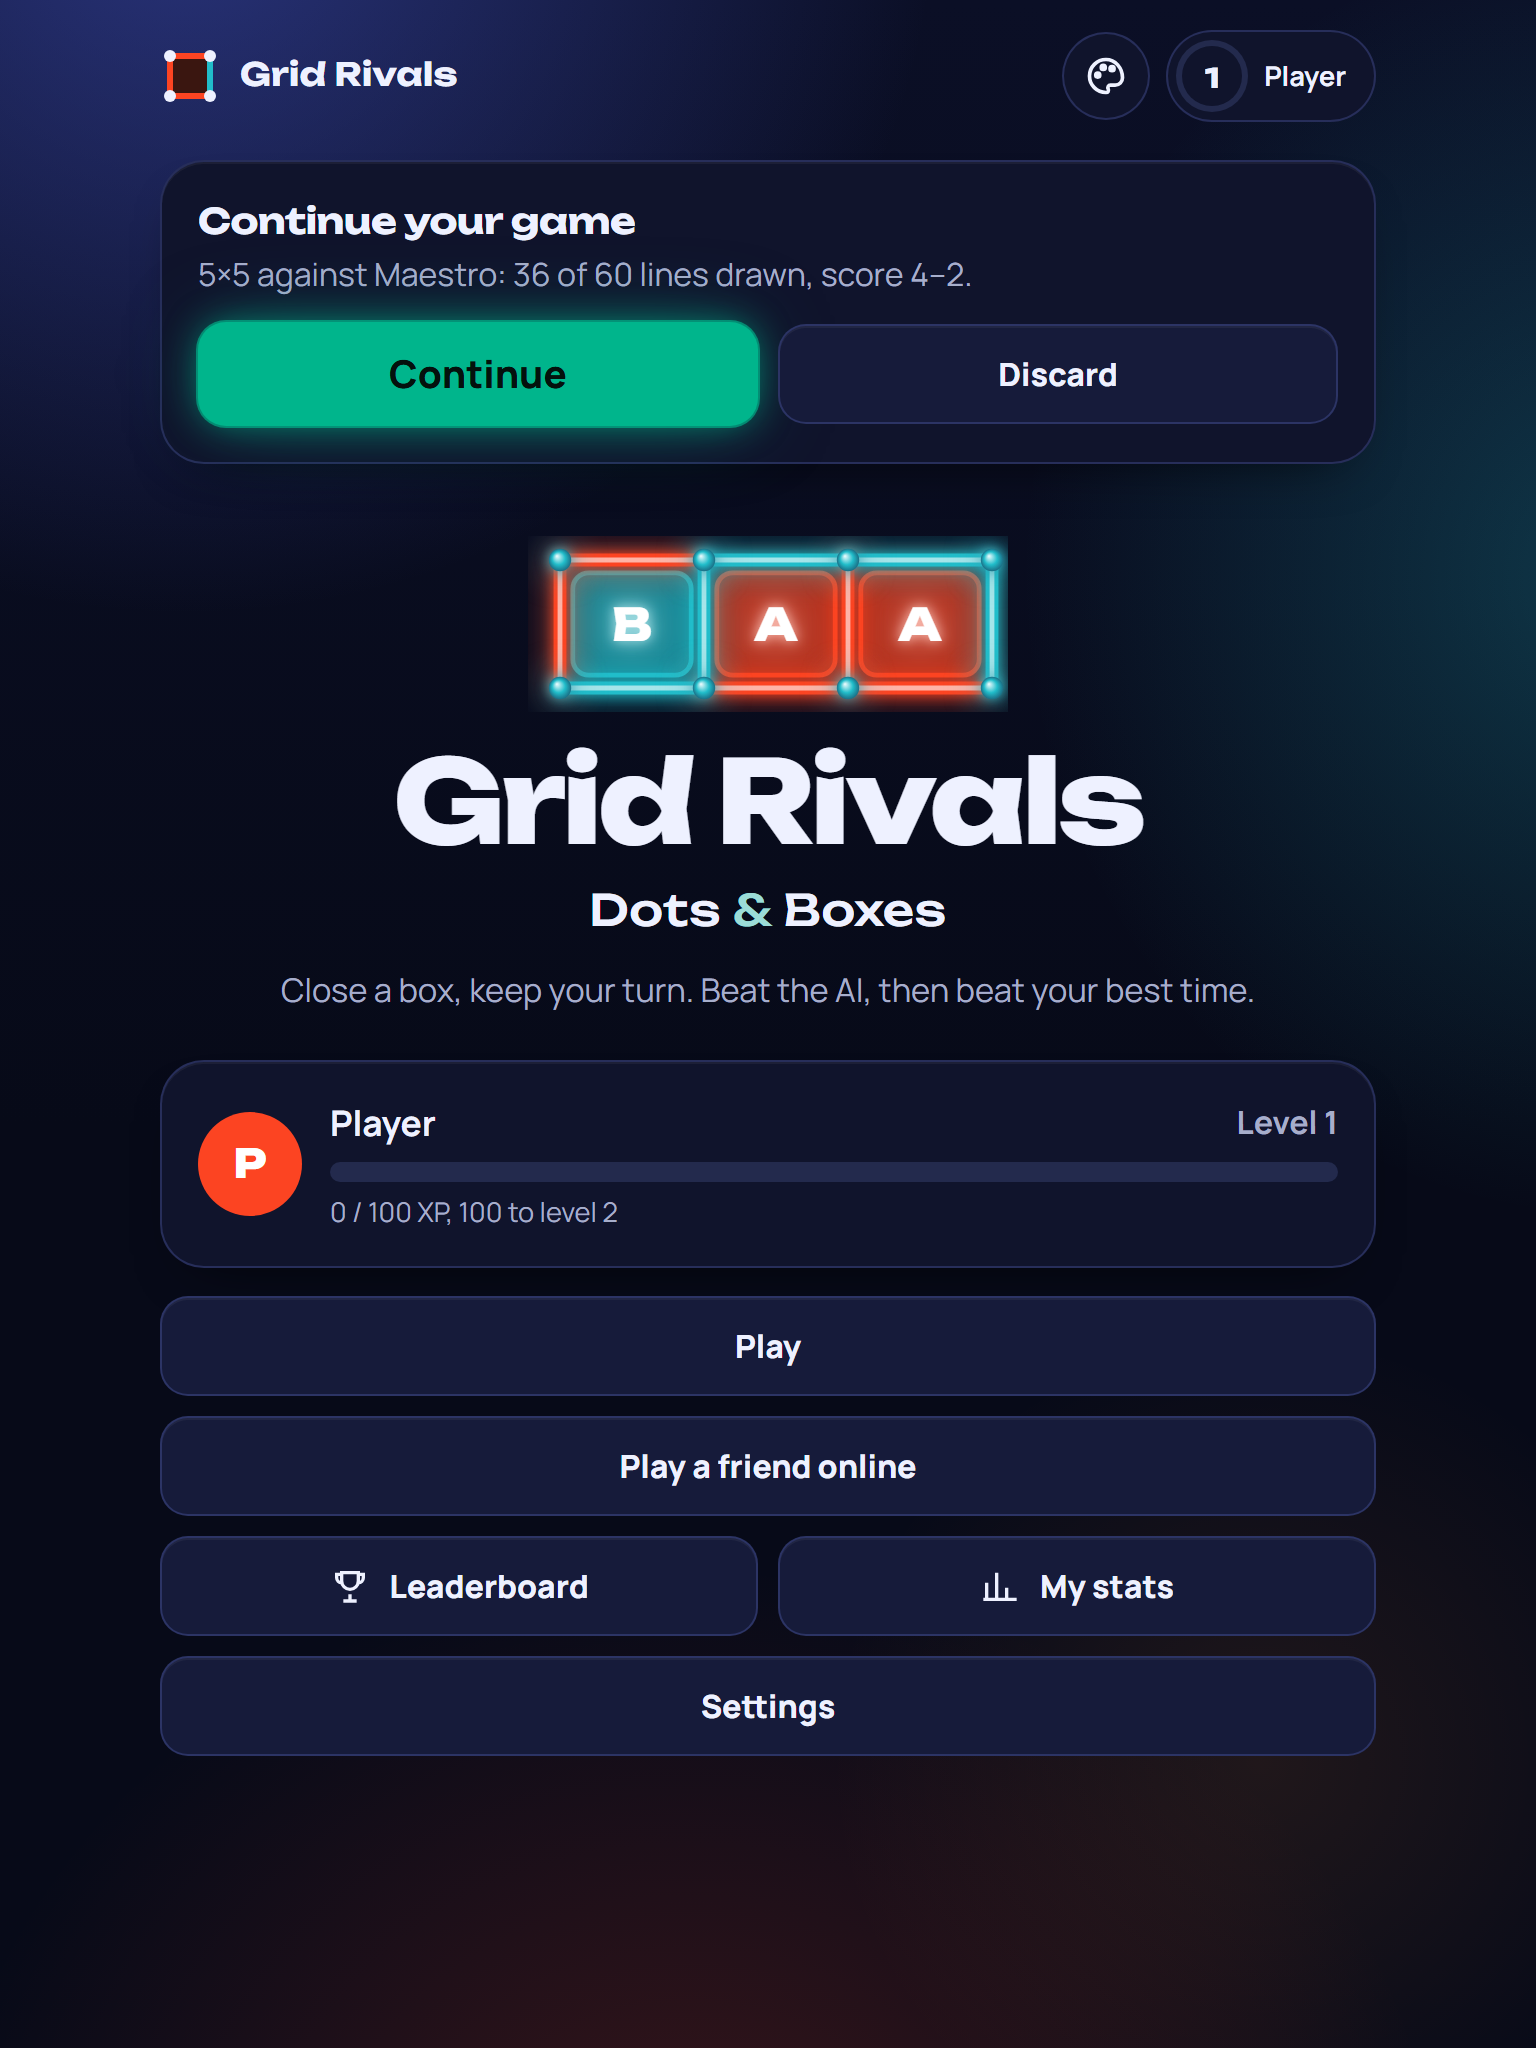 Grid Rivals
1 Player
Continue your game
5×5 against Maestro: 36 of 60 lines drawn, score 4–2.
Continue
Discard
B A A
Grid Rivals
Dots & Boxes
Close a box, keep your turn. Beat the AI, then beat your best time.
P
Player
Level 1
0 / 100 XP, 100 to level 2
Play
Play a friend online
Leaderboard
My stats
Settings